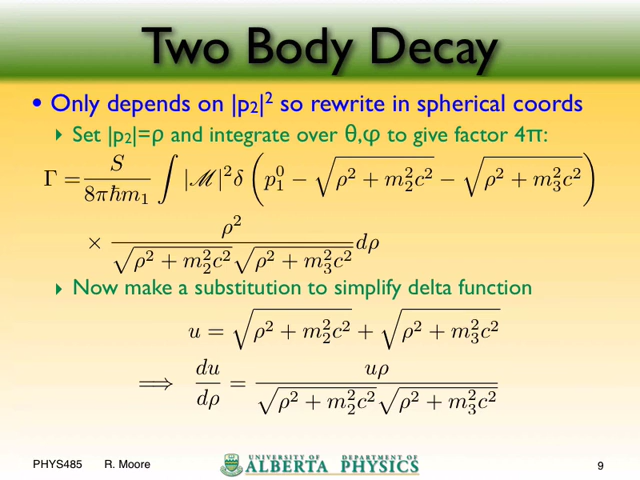 Two Body Decay
• Only depends on |p₂|² so rewrite in spherical coords
‣ Set |p₂|=ρ and integrate over θ,φ to give factor 4π:
Γ = S/(8πħm₁) ∫ |ℳ|² δ ( p₁⁰ − √(ρ² + m₂²c²) − √(ρ² + m₃²c²) )
× ρ² / ( √(ρ² + m₂²c²) √(ρ² + m₃²c²) ) dρ
‣ Now make a substitution to simplify delta function
u = √(ρ² + m₂²c²) + √(ρ² + m₃²c²)
⟹ du/dρ = uρ / ( √(ρ² + m₂²c²) √(ρ² + m₃²c²) )
PHYS485 R. Moore
UNIVERSITY OF DEPARTMENT OF
ALBERTA PHYSICS
9